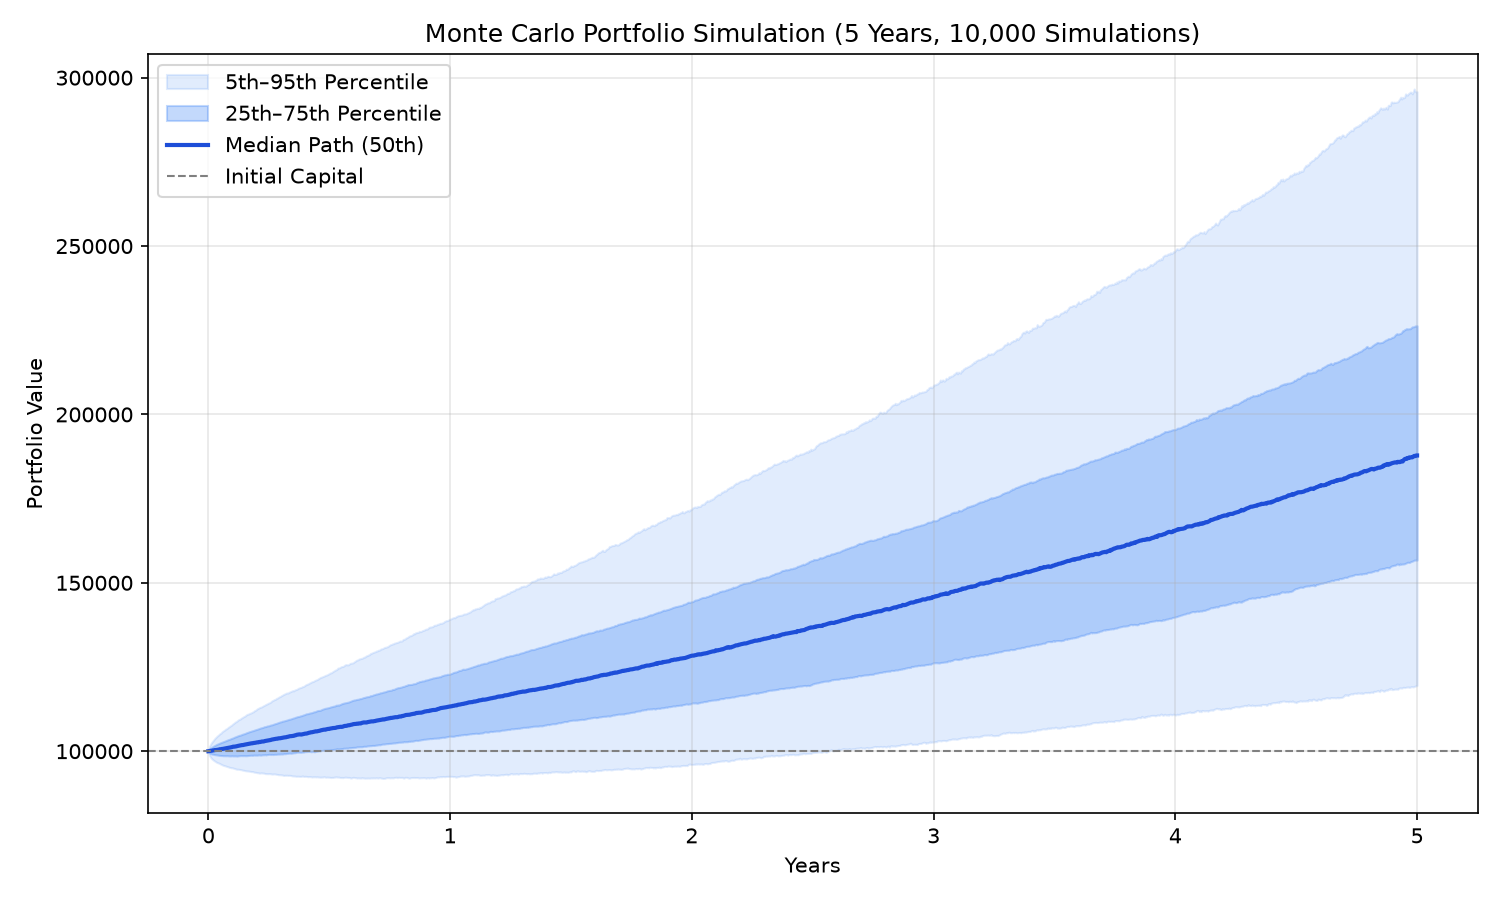 Monte Carlo Portfolio Simulation (5 Years, 10,000 Simulations)
5th–95th Percentile
25th–75th Percentile
Median Path (50th)
Initial Capital
Portfolio Value
300000
250000
200000
150000
100000
0 1 2 3 4 5
Years